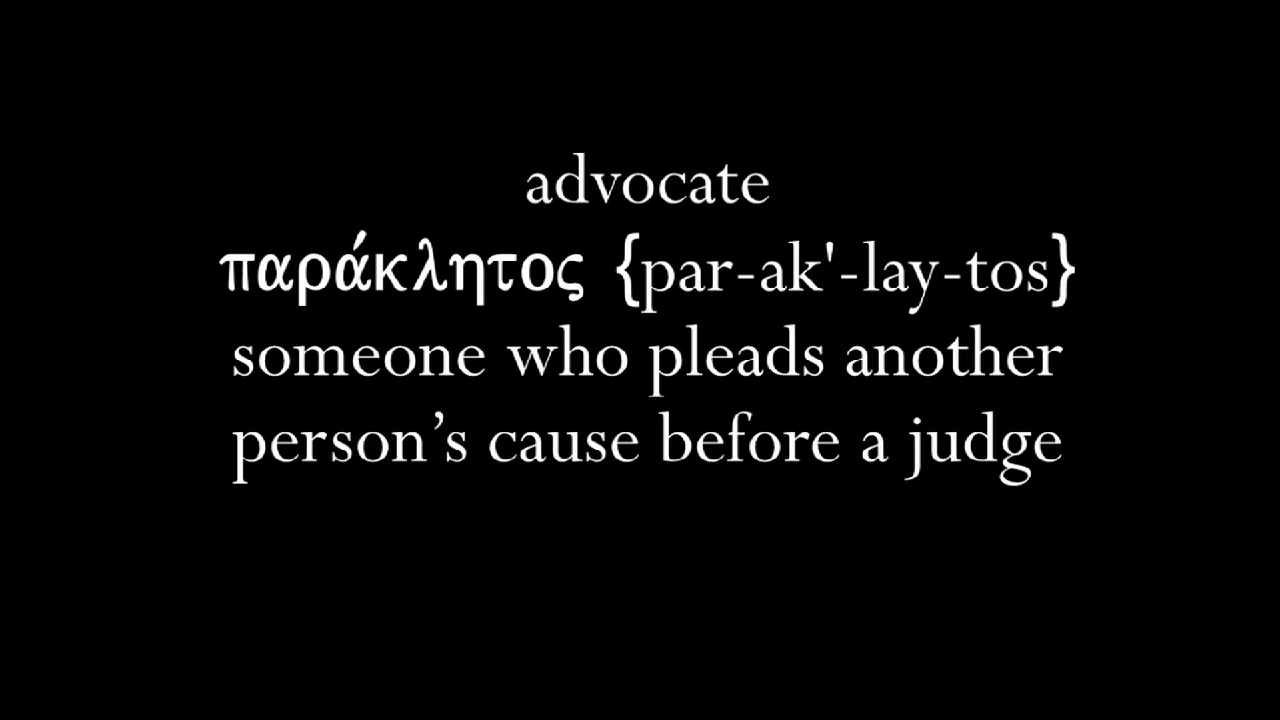 advocate
παράκλητος {par-ak'-lay-tos}
someone who pleads another
person’s cause before a judge